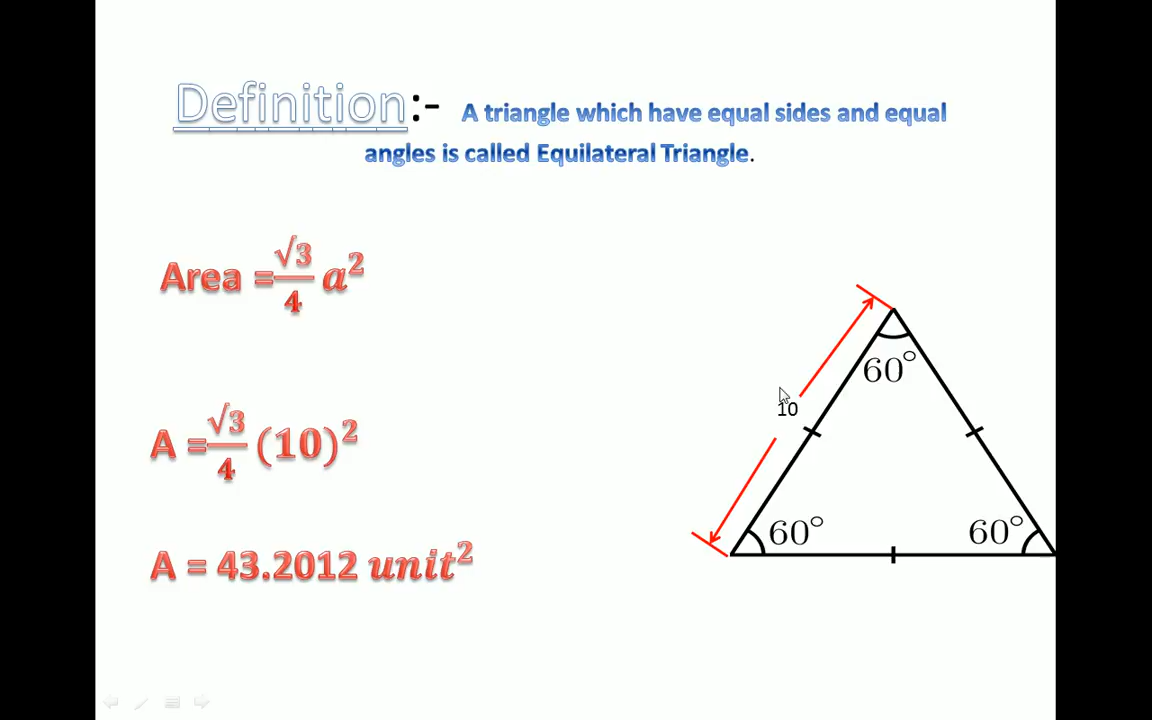 Definition:- A triangle which have equal sides and equal
angles is called Equilateral Triangle.
Area = √3/4 a²
A = √3/4 (10)²
A = 43.2012 unit²
60°
10
60°
60°